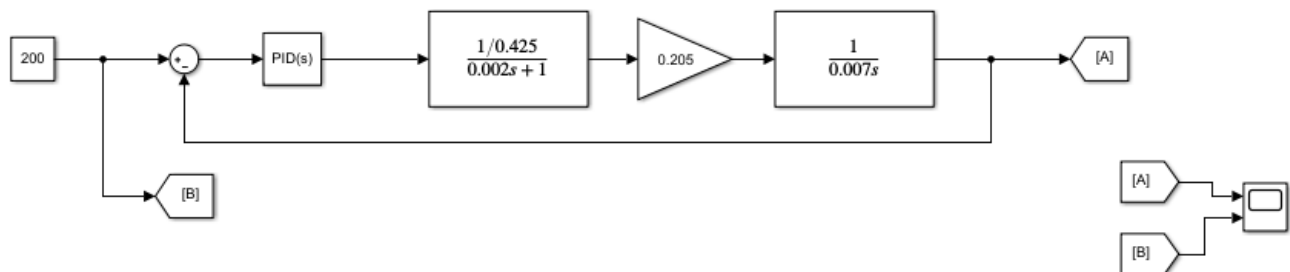 200
+
-
PID(s)
1/0.425
0.002s + 1
0.205
1
0.007s
[A]
[B]
[A]
[B]